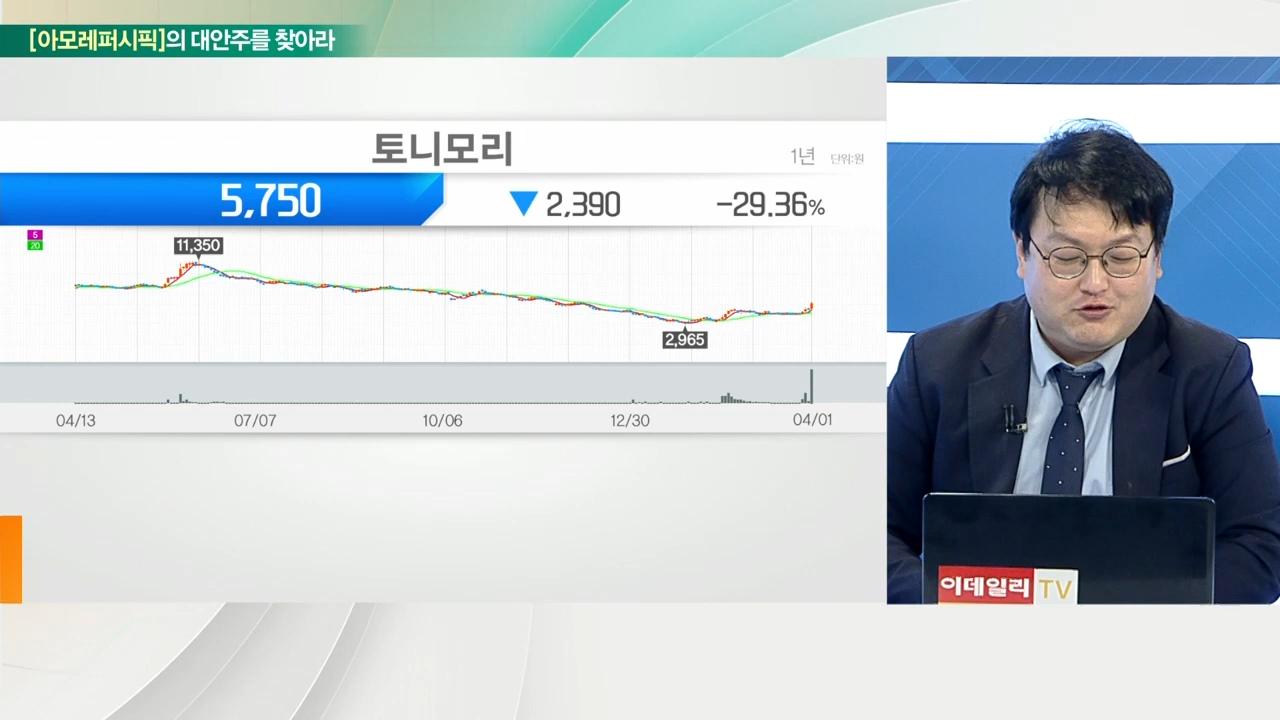 [아모레퍼시픽]의 대안주를 찾아라
토니모리
1년 단위:원
5,750 ▼ 2,390 -29.36%
5
20
11,350
2,965
04/13 07/07 10/06 12/30 04/01
이데일리 TV